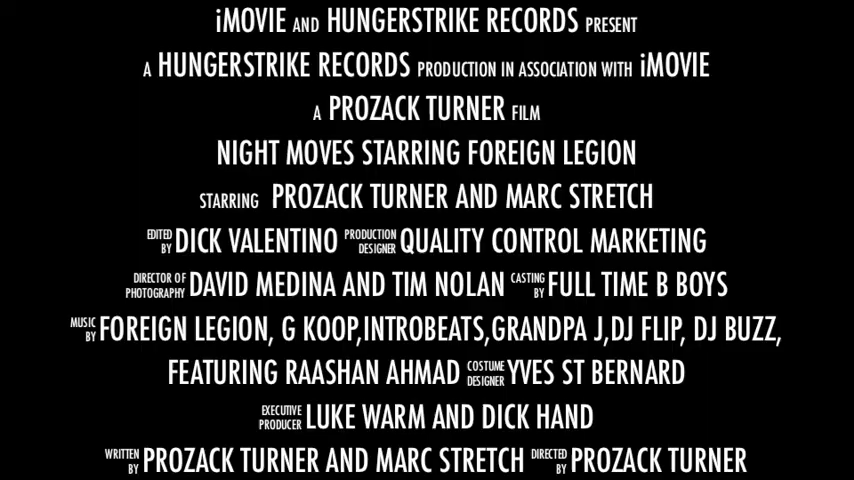 iMOVIE AND HUNGERSTRIKE RECORDS PRESENT
A HUNGERSTRIKE RECORDS PRODUCTION IN ASSOCIATION WITH iMOVIE
A PROZACK TURNER FILM
NIGHT MOVES STARRING FOREIGN LEGION
STARRING PROZACK TURNER AND MARC STRETCH
EDITED BY DICK VALENTINO PRODUCTION DESIGNER QUALITY CONTROL MARKETING
DIRECTOR OF PHOTOGRAPHY DAVID MEDINA AND TIM NOLAN CASTING BY FULL TIME B BOYS
MUSIC BY FOREIGN LEGION, G KOOP,INTROBEATS,GRANDPA J,DJ FLIP, DJ BUZZ,
FEATURING RAASHAN AHMAD COSTUME DESIGNER YVES ST BERNARD
EXECUTIVE PRODUCER LUKE WARM AND DICK HAND
WRITTEN BY PROZACK TURNER AND MARC STRETCH DIRECTED BY PROZACK TURNER